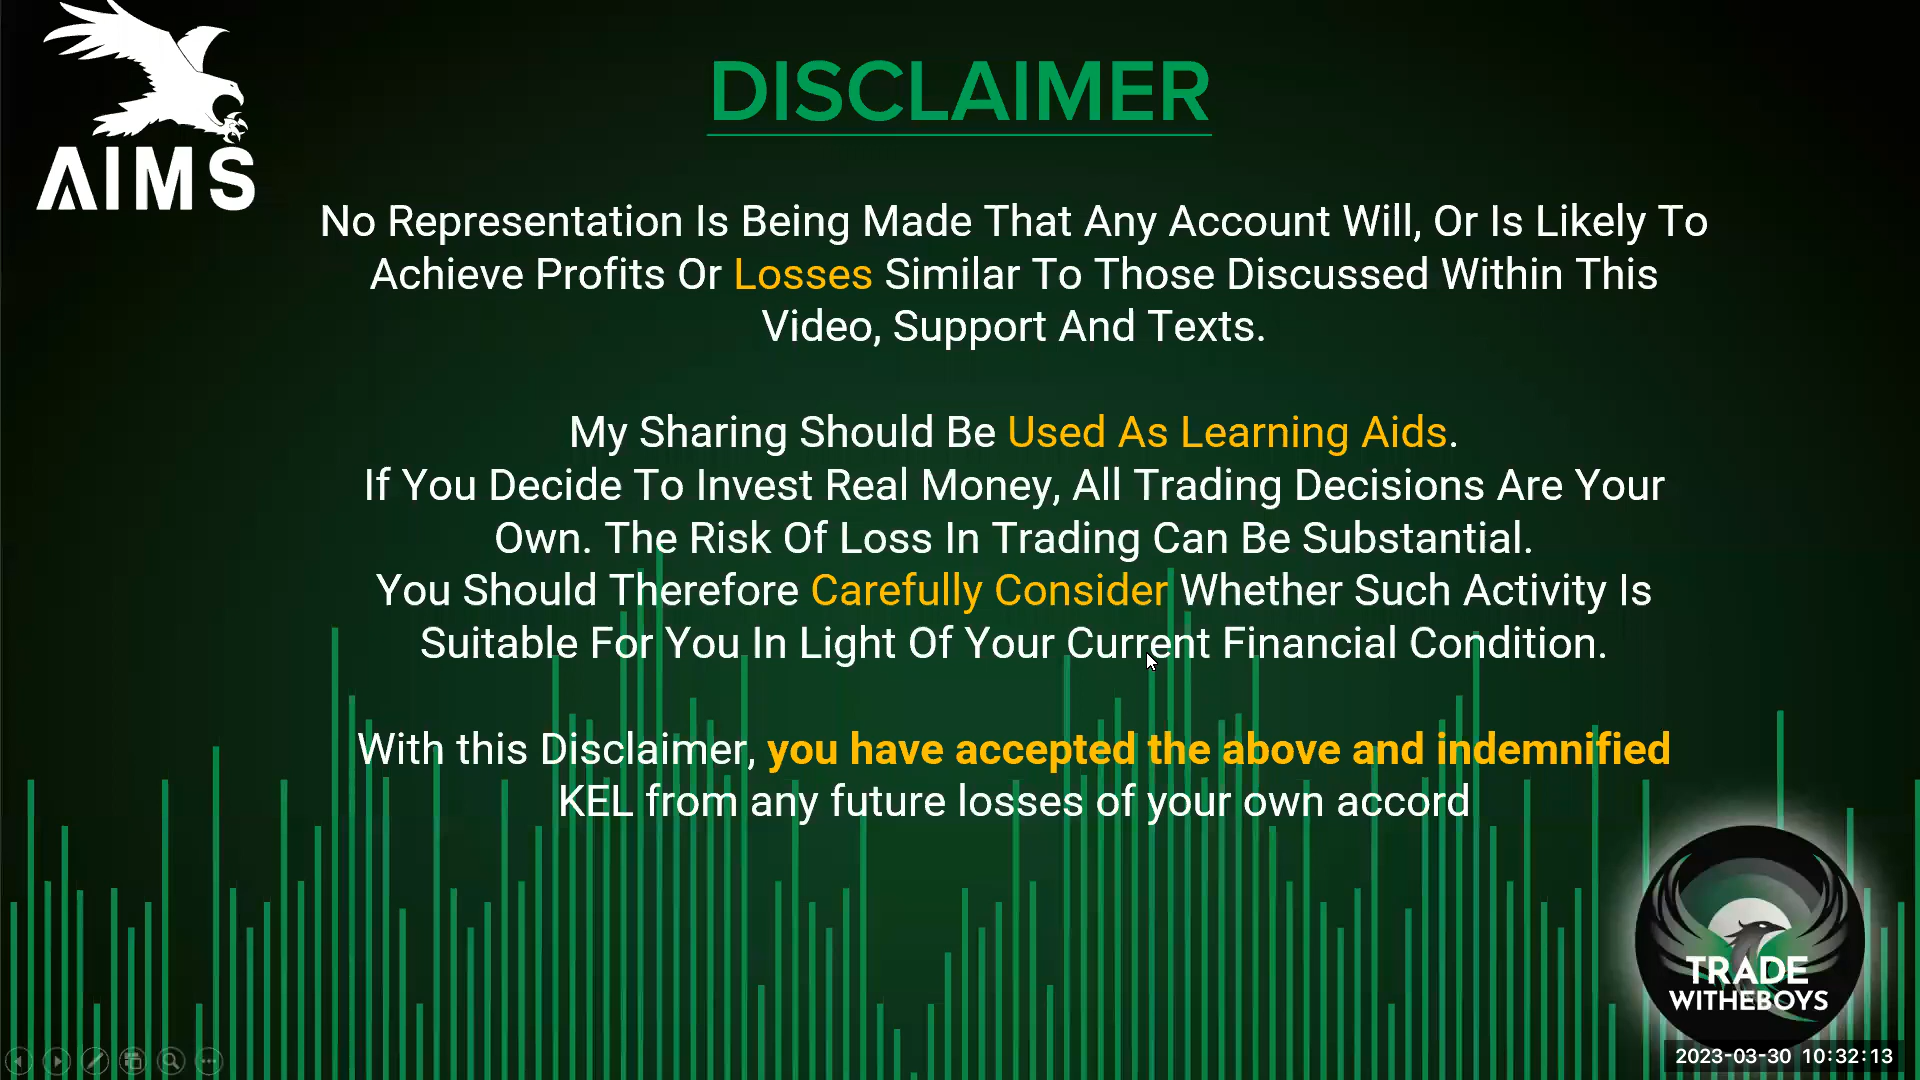 AIMS
DISCLAIMER
No Representation Is Being Made That Any Account Will, Or Is Likely To
Achieve Profits Or Losses Similar To Those Discussed Within This
Video, Support And Texts.
My Sharing Should Be Used As Learning Aids.
If You Decide To Invest Real Money, All Trading Decisions Are Your
Own. The Risk Of Loss In Trading Can Be Substantial.
You Should Therefore Carefully Consider Whether Such Activity Is
Suitable For You In Light Of Your Current Financial Condition.
With this Disclaimer, you have accepted the above and indemnified
KEL from any future losses of your own accord
TRADE
WITHEBOYS
2023-03-30 10:32:13